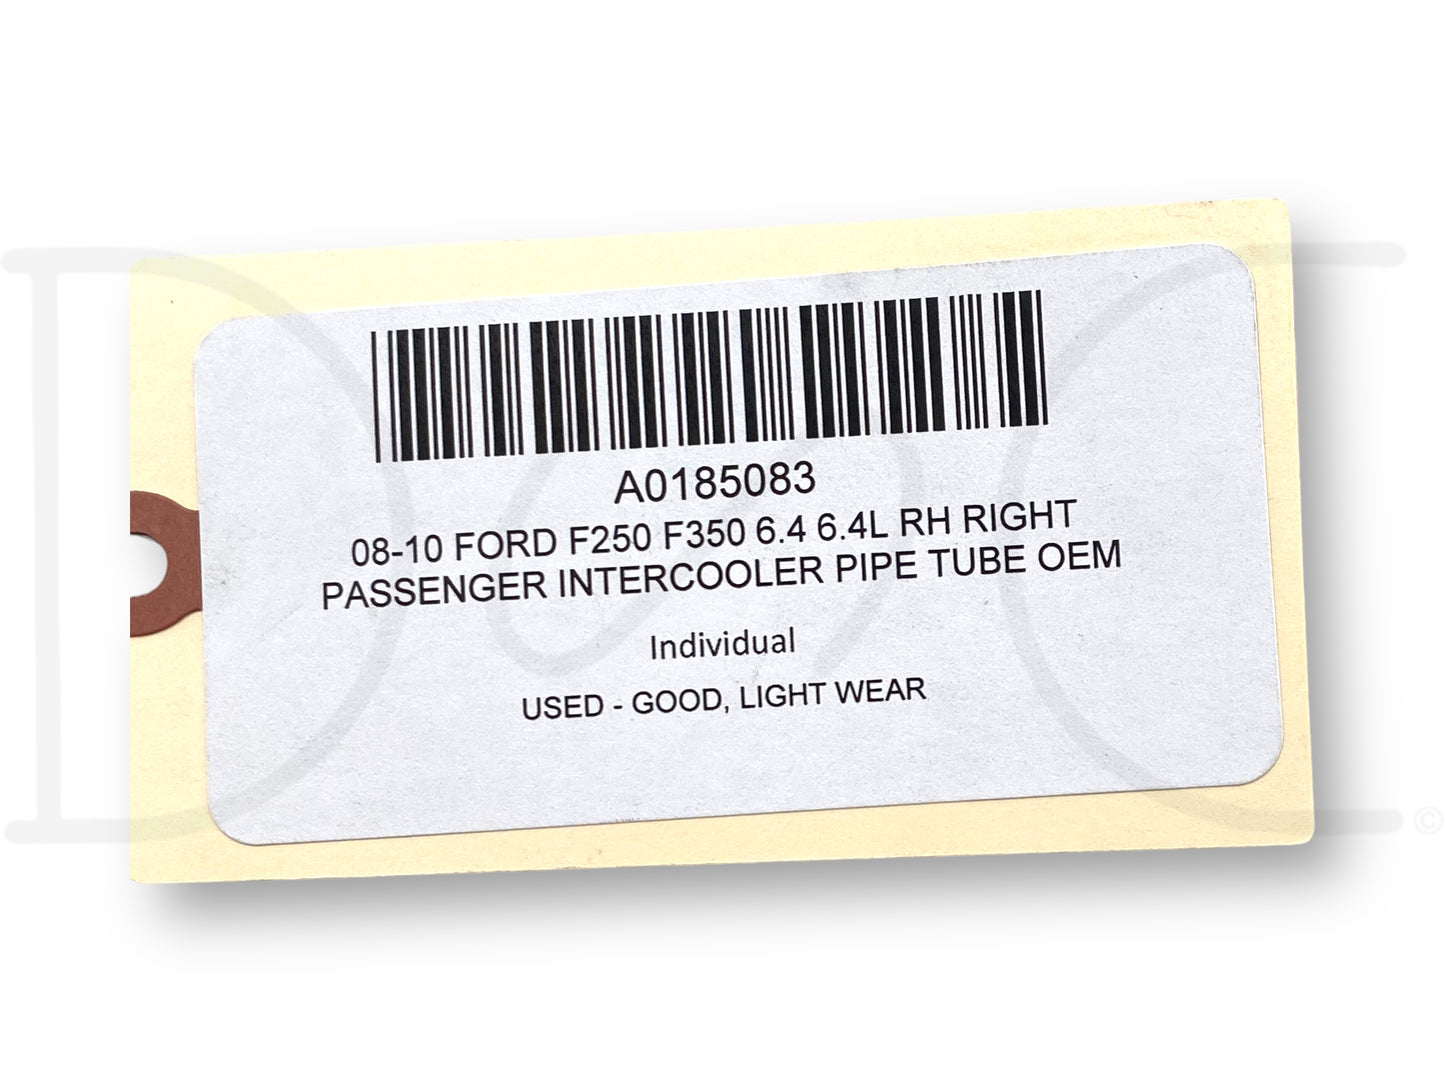 A0185083
08-10 FORD F250 F350 6.4 6.4L RH RIGHT
PASSENGER INTERCOOLER PIPE TUBE OEM
Individual
USED - GOOD, LIGHT WEAR
©